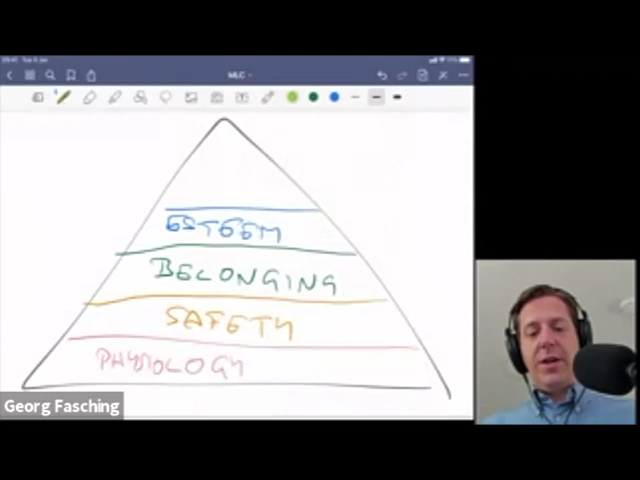 MLC
ESTEEM
BELONGING
SAFETY
PHYSIOLOGY
Georg Fasching